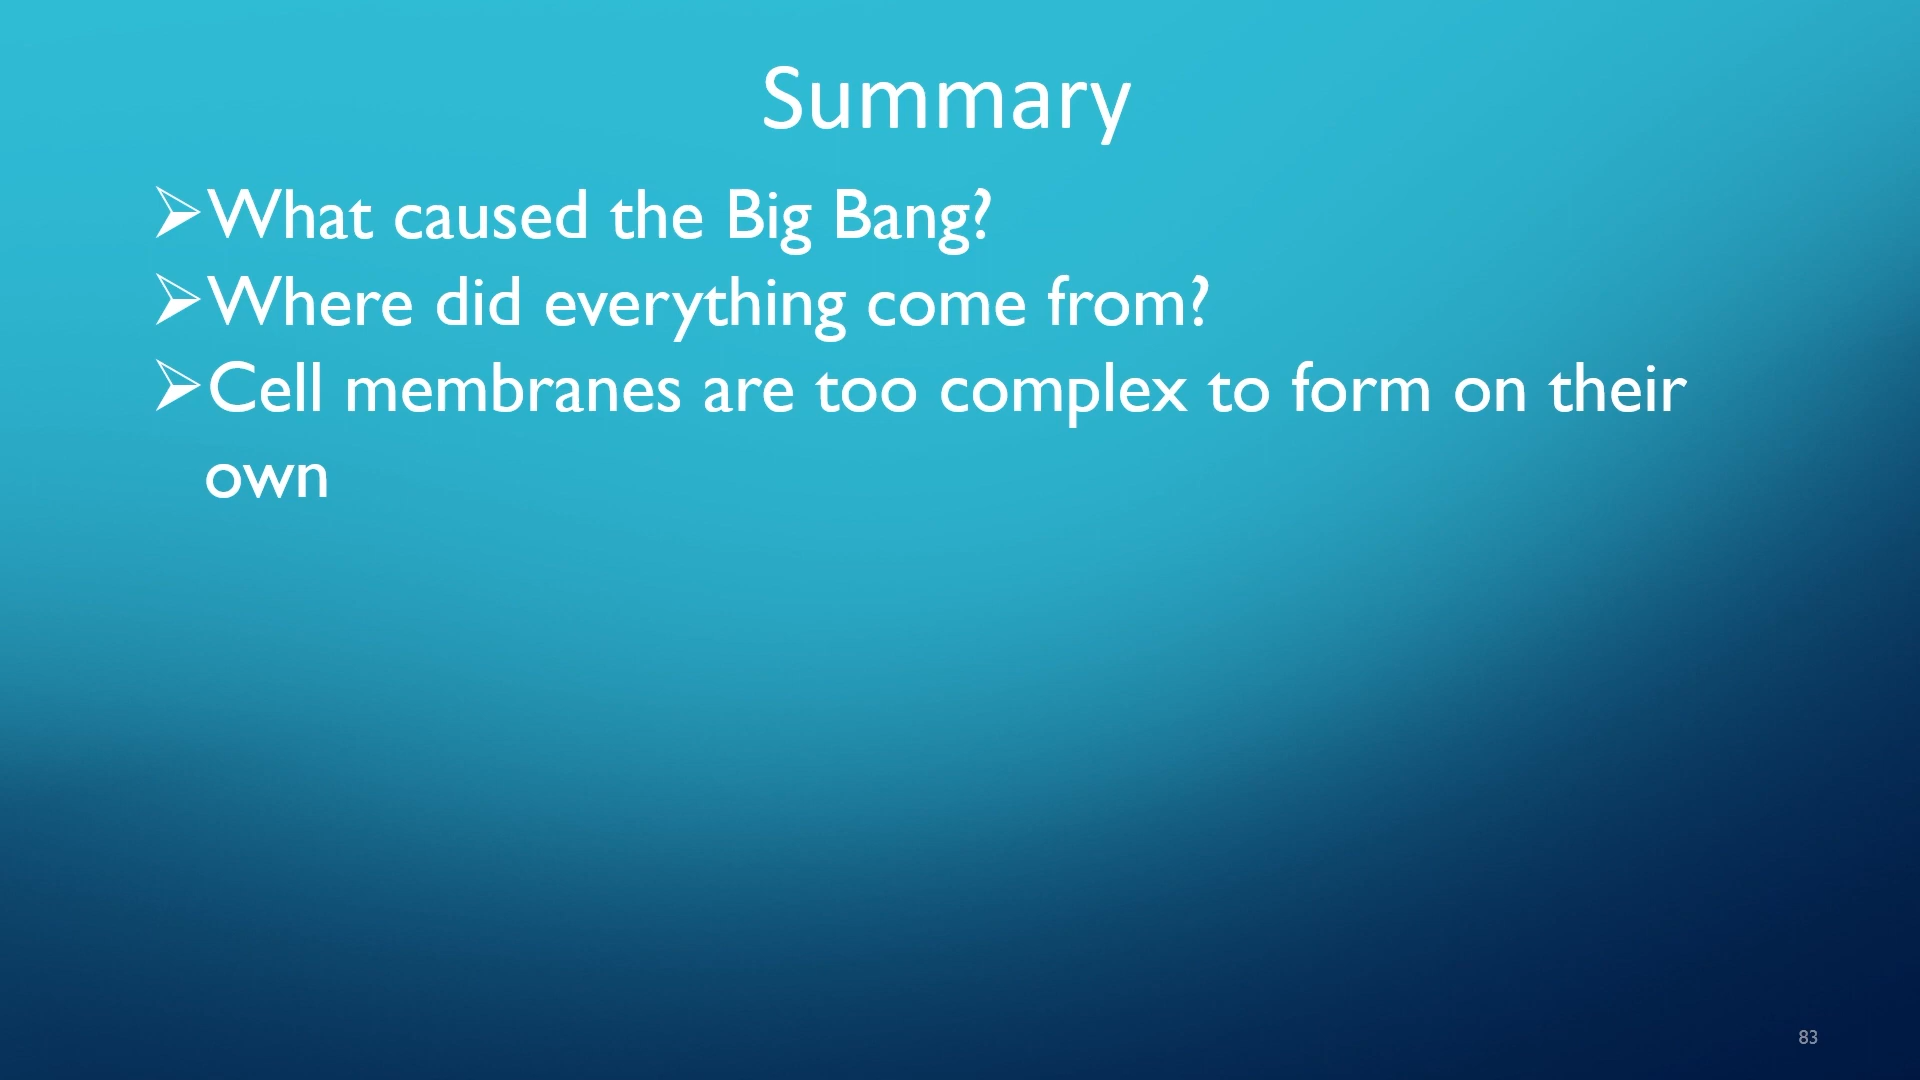 Summary
➢What caused the Big Bang?
➢Where did everything come from?
➢Cell membranes are too complex to form on their
own
83